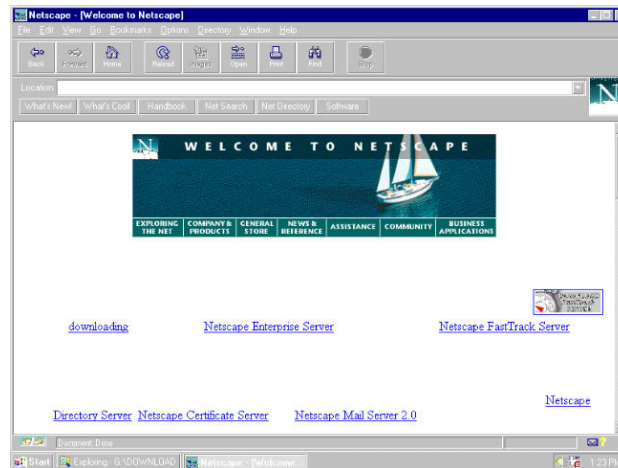 Netscape - [Welcome to Netscape]
File Edit View Go Bookmarks Options Directory Window Help
Back Forward Home Reload Images Open Print Find Stop
Location:
What's New! What's Cool! Handbook Net Search Net Directory Software
N
WELCOME TO NETSCAPE
EXPLORING THE NET COMPANY & PRODUCTS GENERAL STORE NEWS & REFERENCE ASSISTANCE COMMUNITY BUSINESS APPLICATIONS
downloading Netscape Enterprise Server Netscape FastTrack Server
Netscape
Directory Server Netscape Certificate Server Netscape Mail Server 2.0
Document: Done
Start Exploring - G:\DOWNLOAD Netscape - [Welcome... 1:23 PM